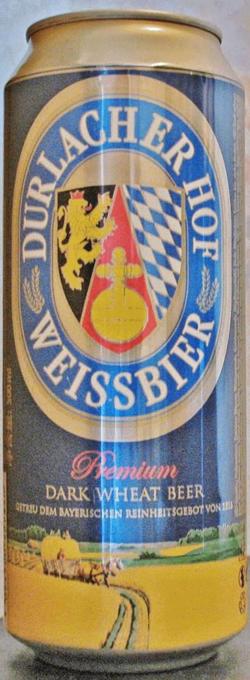 DURLACHER HOF
WEISSBIER
Premium
DARK WHEAT BEER
GETREU DEM BAYERISCHEN REINHEITSGEBOT VON 1516